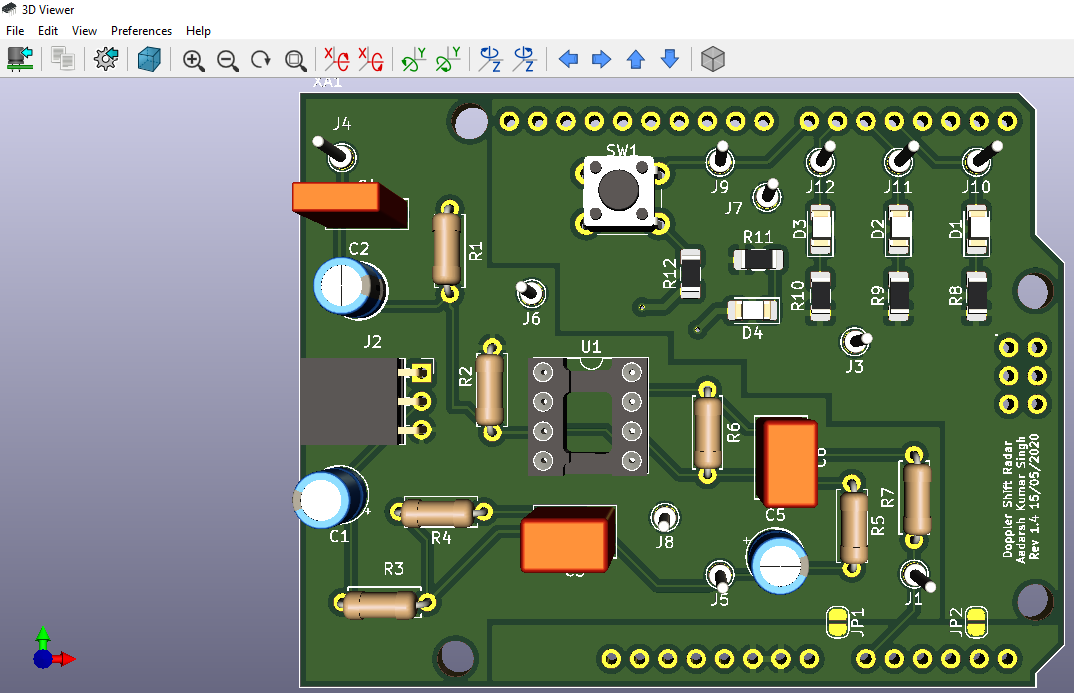 3D Viewer
File Edit View Preferences Help
XA1
J4
SW1
J9
J12
J11
J10
J7
D3
D2
D1
R1
R11
C2
R12
R10
R9
R8
J6
D4
J2
U1
J3
R2
R6
C6
Doppler Shift Radar
Aadarsh Kumar Singh
Rev 1.4 15/05/2020
R7
C5
R5
+
C1
R4
J8
+
R3
J5
J1
JP1
JP2
X
X
Y
Y
Z
Z